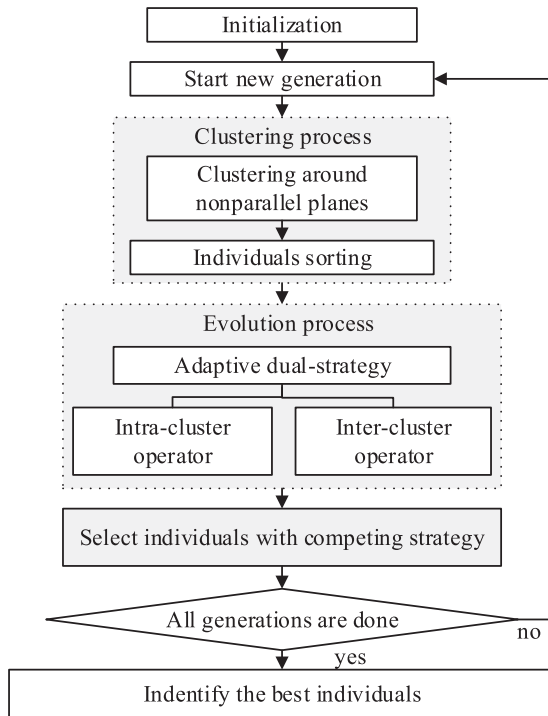 Initialization
Start new generation
Clustering process
Clustering around
nonparallel planes
Individuals sorting
Evolution process
Adaptive dual-strategy
Intra-cluster
operator
Inter-cluster
operator
Select individuals with competing strategy
All generations are done
no
yes
Indentify the best individuals